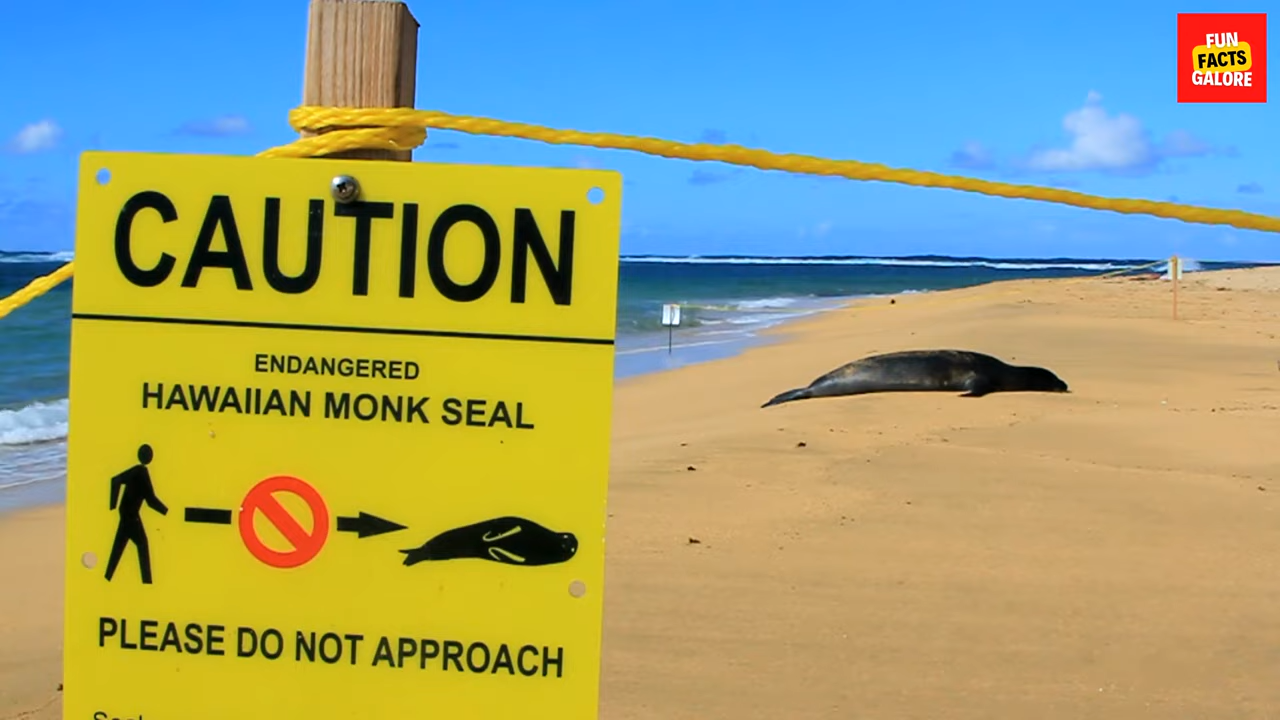 FUN
FACTS
GALORE
CAUTION
ENDANGERED
HAWAIIAN MONK SEAL
PLEASE DO NOT APPROACH